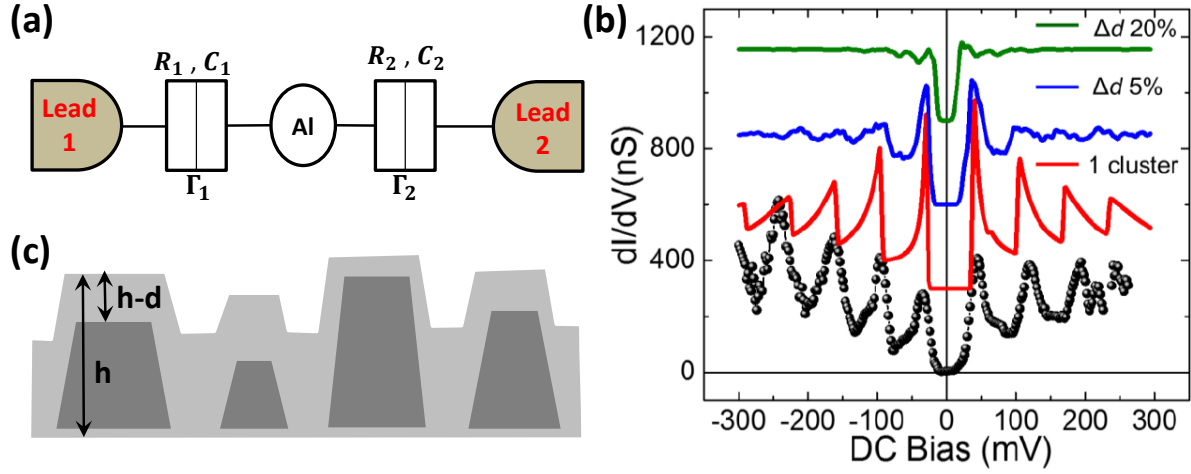 (a)
R₁ , C₁
R₂ , C₂
Lead 1
Al
Lead 2
Γ₁
Γ₂
(b)
1200
800
400
0
dI/dV(nS)
Δd 20%
Δd 5%
1 cluster
-300 -200 -100 0 100 200 300
DC Bias (mV)
(c)
h-d
h